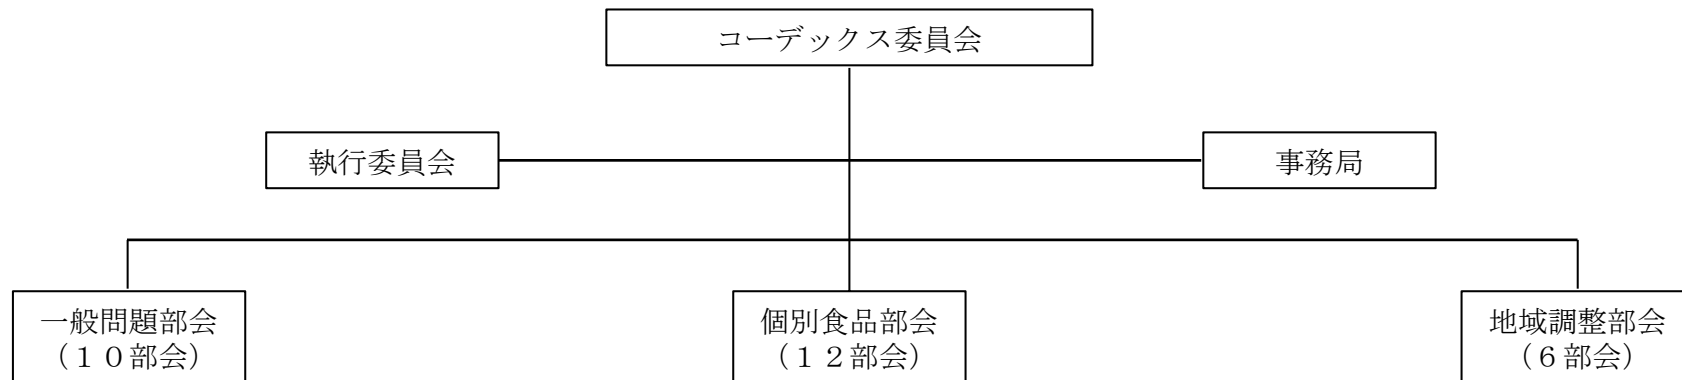 コーデックス委員会
執行委員会
事務局
一般問題部会
（１０部会）
個別食品部会
（１２部会）
地域調整部会
（６部会）